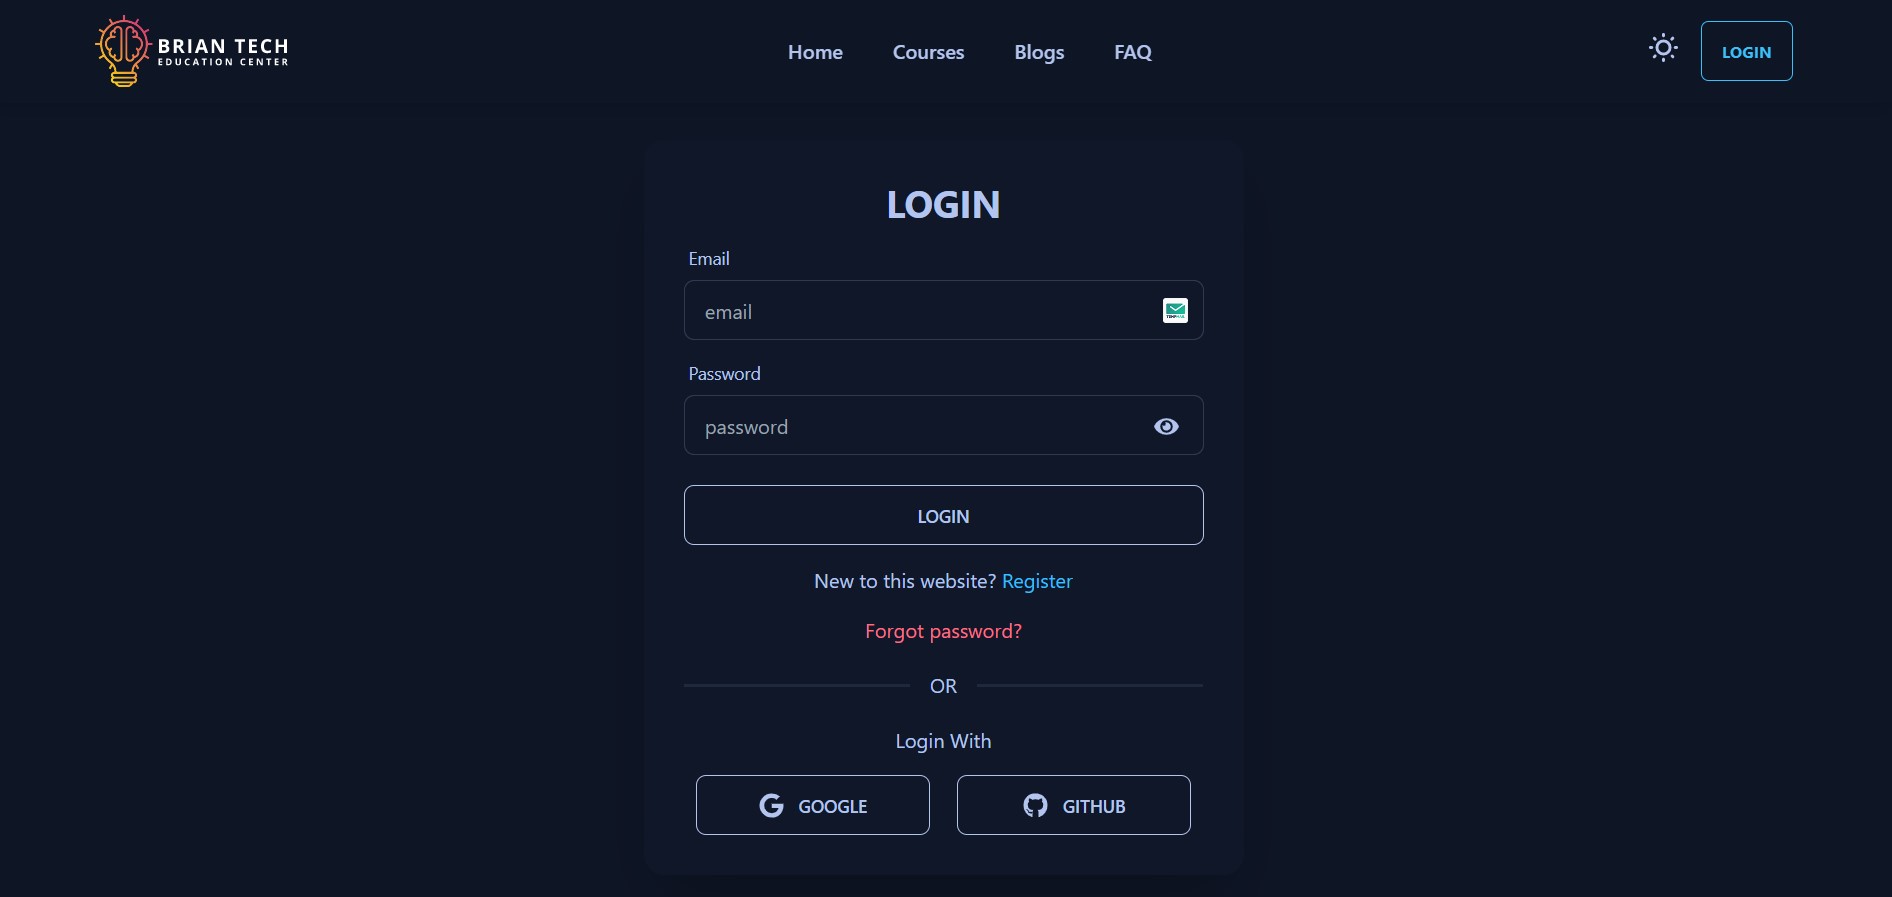 BRIAN TECH
EDUCATION CENTER
Home
Courses
Blogs
FAQ
LOGIN
LOGIN
Email
email
Password
password
LOGIN
New to this website? Register
Forgot password?
OR
Login With
GOOGLE
GITHUB